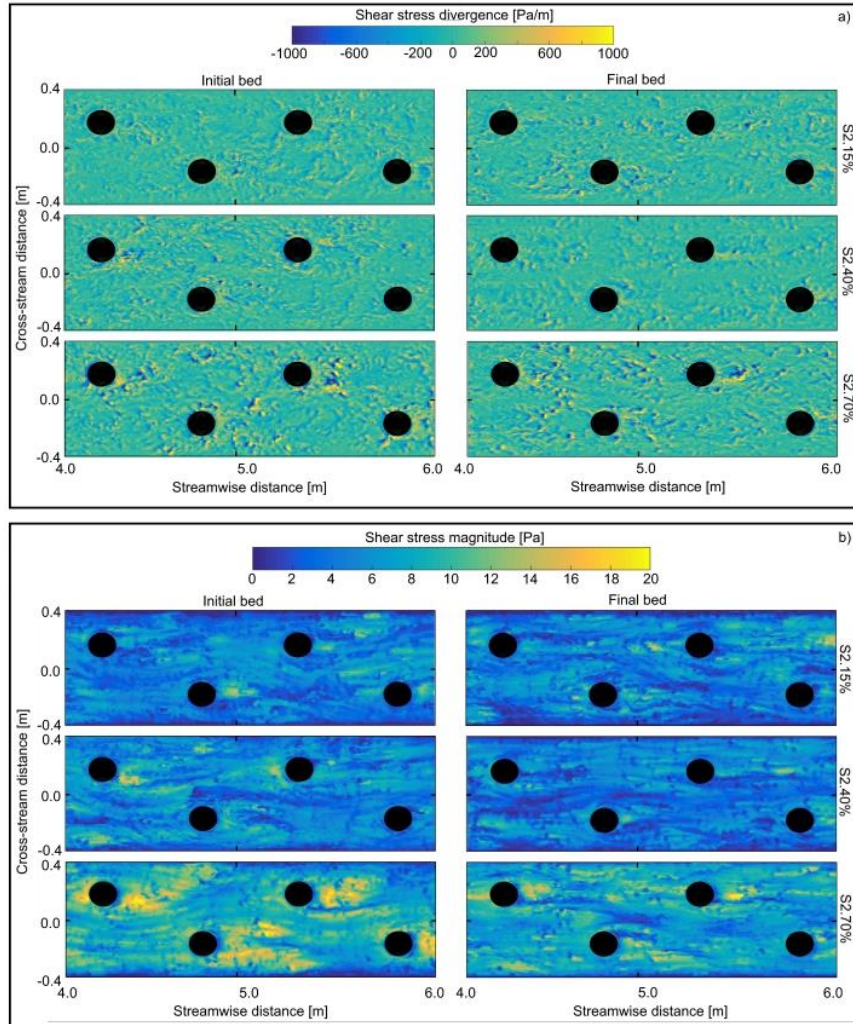 Shear stress divergence [Pa/m]
a)
-1000 -600 -200 0 200 600 1000
Initial bed
Final bed
0.4
0.0
-0.4
S2.15%
0.4
0.0
-0.4
S2.40%
0.4
0.0
-0.4
S2.70%
Cross-stream distance [m]
4.0 5.0 6.0
4.0 5.0 6.0
Streamwise distance [m]
Streamwise distance [m]
Shear stress magnitude [Pa]
b)
0 2 4 6 8 10 12 14 16 18 20
Initial bed
Final bed
0.4
0.0
-0.4
S2.15%
0.4
0.0
-0.4
S2.40%
0.4
0.0
-0.4
S2.70%
Cross-stream distance [m]
4.0 5.0 6.0
4.0 5.0 6.0
Streamwise distance [m]
Streamwise distance [m]